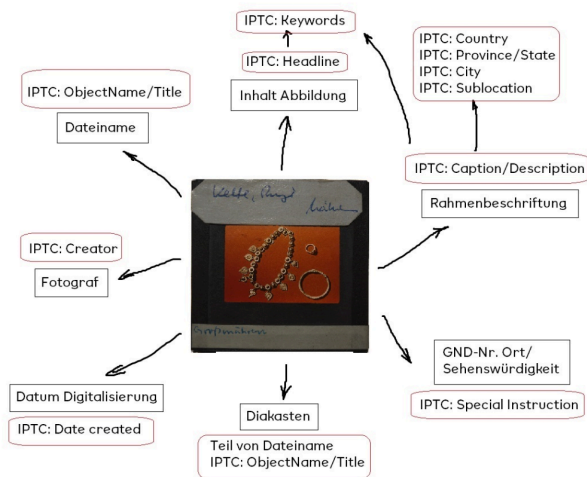 IPTC: Keywords
IPTC: Headline
Inhalt Abbildung
IPTC: Country
IPTC: Province/State
IPTC: City
IPTC: Sublocation
IPTC: ObjectName/Title
Dateiname
IPTC: Caption/Description
Rahmenbeschriftung
Kette, Ringe
IPTC: Creator
Fotograf
GND-Nr. Ort/
Sehenswürdigkeit
IPTC: Special Instruction
Datum Digitalisierung
IPTC: Date created
Diakasten
Teil von Dateiname
IPTC: ObjectName/Title